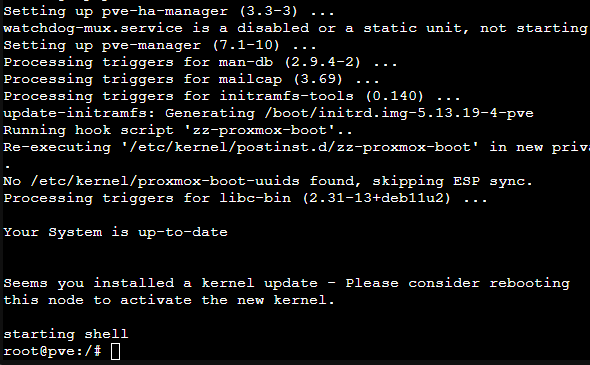 Setting up pve-ha-manager (3.3-3) ...
watchdog-mux.service is a disabled or a static unit, not starting
Setting up pve-manager (7.1-10) ...
Processing triggers for man-db (2.9.4-2) ...
Processing triggers for mailcap (3.69) ...
Processing triggers for initramfs-tools (0.140) ...
update-initramfs: Generating /boot/initrd.img-5.13.19-4-pve
Running hook script 'zz-proxmox-boot'..
Re-executing '/etc/kernel/postinst.d/zz-proxmox-boot' in new priva
.
No /etc/kernel/proxmox-boot-uuids found, skipping ESP sync.
Processing triggers for libc-bin (2.31-13+deb11u2) ...
Your System is up-to-date
Seems you installed a kernel update - Please consider rebooting
this node to activate the new kernel.
starting shell
root@pve:/#